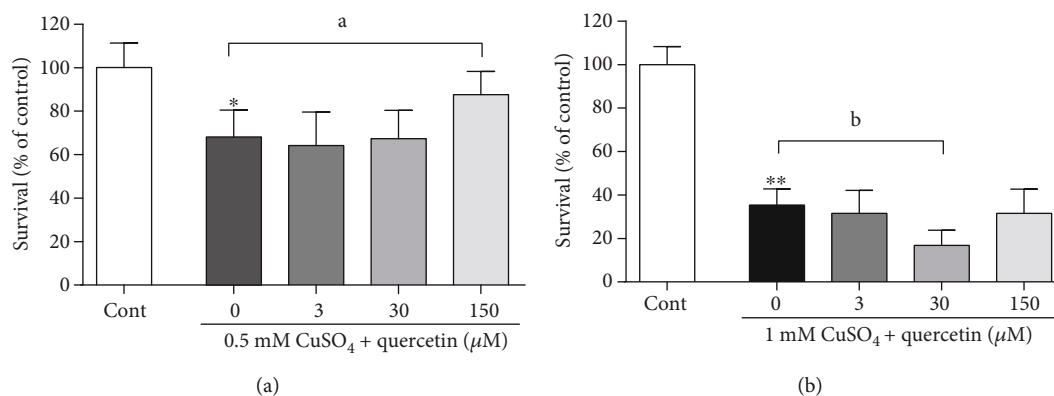 120
100
80
60
40
20
0
Survival (% of control)
a
*
Cont
0
3
30
150
0.5 mM CuSO4 + quercetin (μM)
(a)
120
100
80
60
40
20
0
Survival (% of control)
b
**
Cont
0
3
30
150
1 mM CuSO4 + quercetin (μM)
(b)